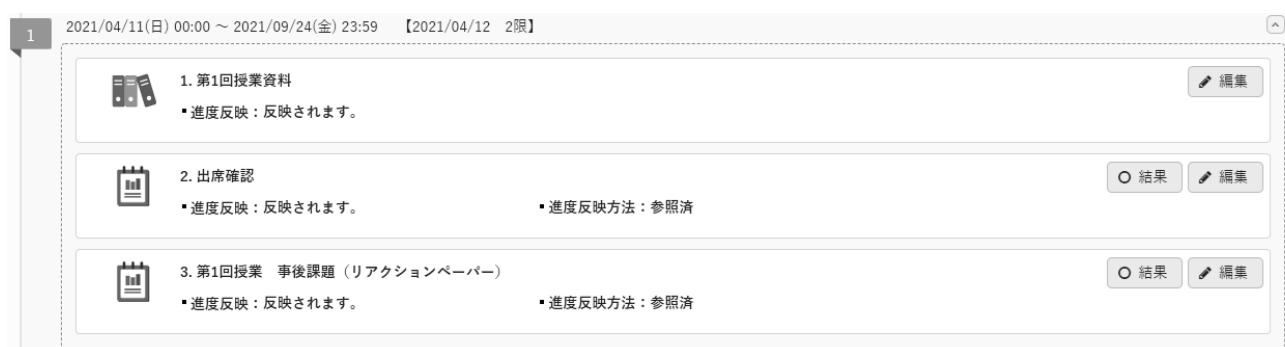 1
2021/04/11(日) 00:00 ～ 2021/09/24(金) 23:59　【2021/04/12　2限】
1. 第1回授業資料
編集
▪進度反映：反映されます。
2. 出席確認
結果
編集
▪進度反映：反映されます。
▪進度反映方法：参照済
3. 第1回授業　事後課題（リアクションペーパー）
結果
編集
▪進度反映：反映されます。
▪進度反映方法：参照済